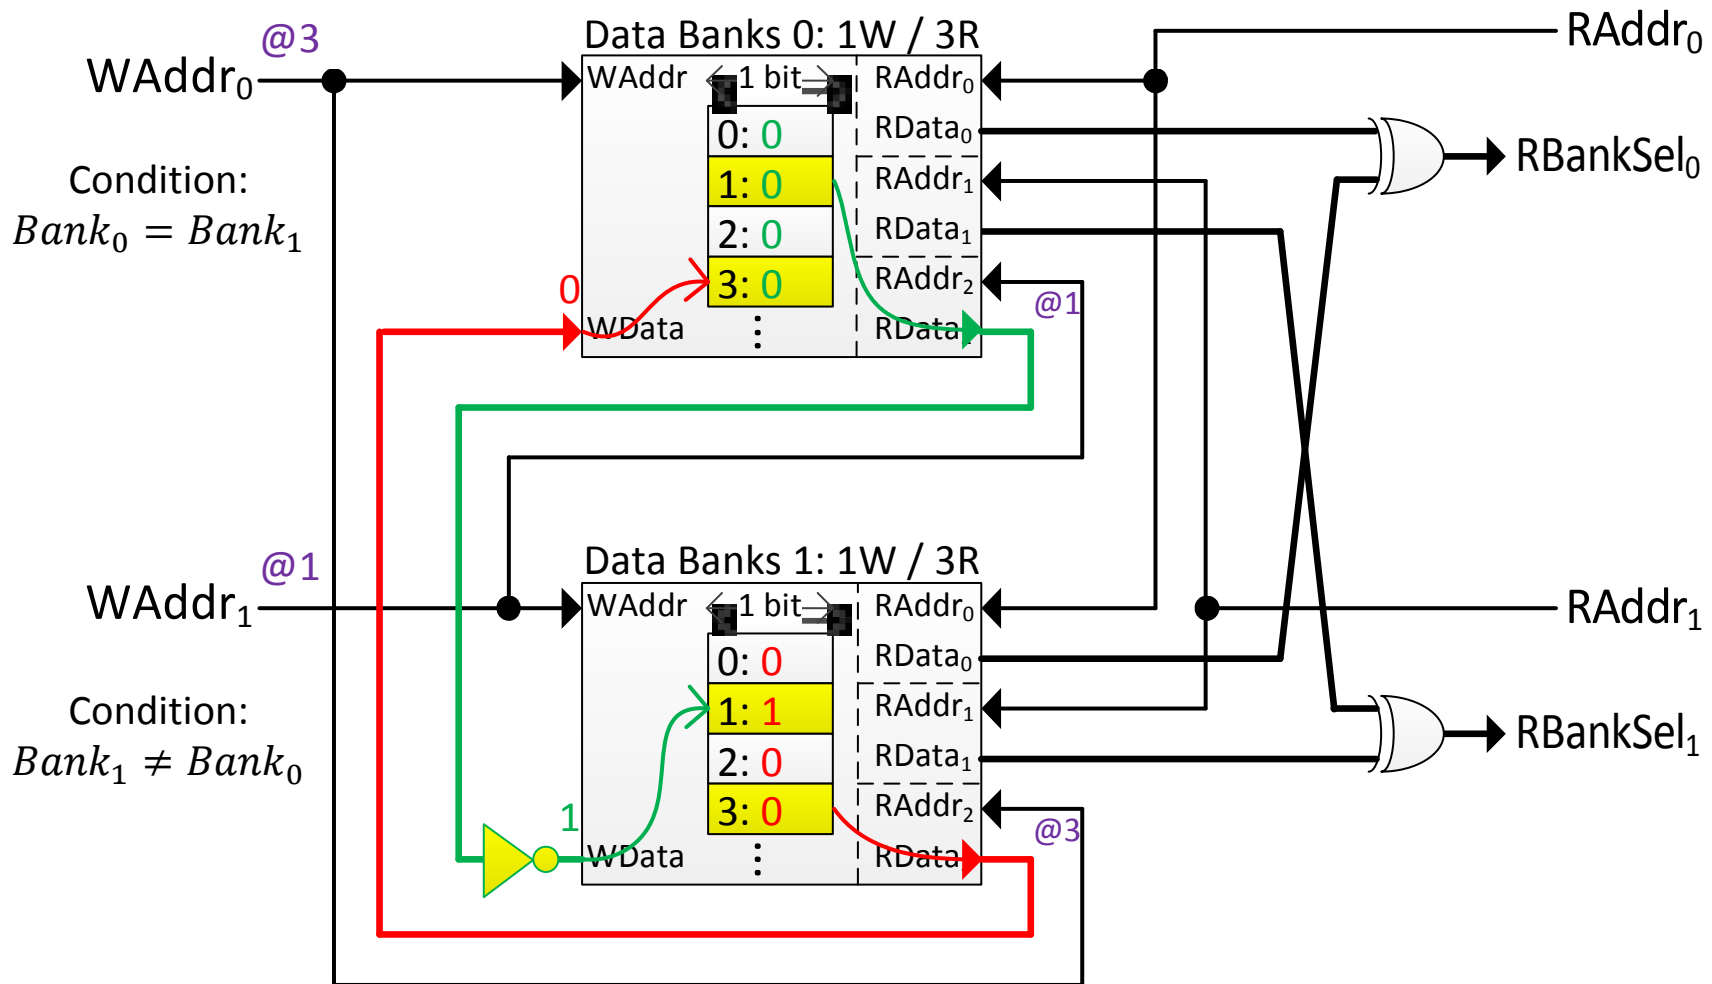 Data Banks 0: 1W / 3R
RAddr₀
@3
WAddr₀
WAddr
1 bit
RAddr₀
0: 0
RData₀
RBankSel₀
Condition:
1: 0
RAddr₁
Bank₀ = Bank₁
2: 0
RData₁
3: 0
RAddr₂
0
@1
WData
⋮
RData
Data Banks 1: 1W / 3R
@1
WAddr₁
WAddr
1 bit
RAddr₀
RAddr₁
0: 0
RData₀
Condition:
1: 1
RAddr₁
Bank₁ ≠ Bank₀
2: 0
RData₁
RBankSel₁
3: 0
RAddr₂
1
@3
WData
⋮
RData